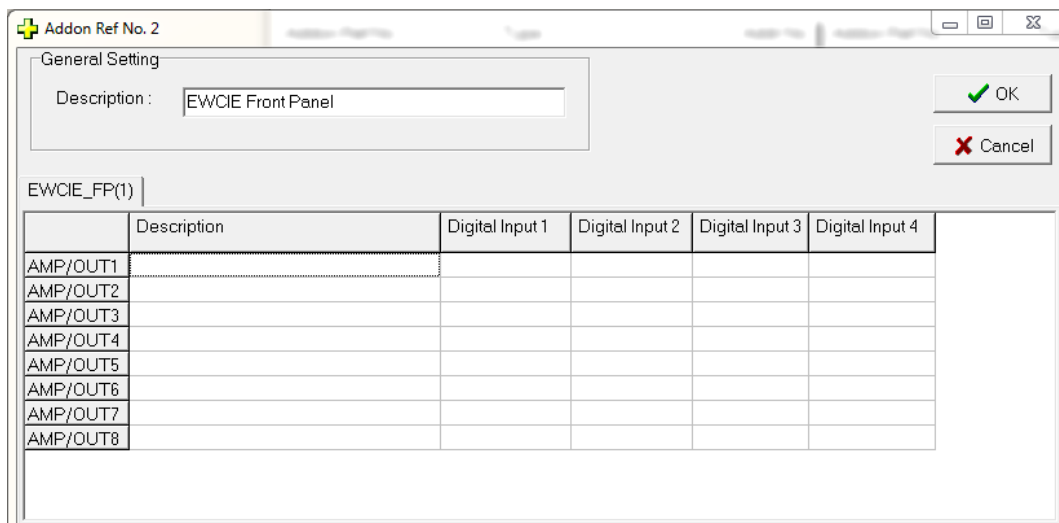 Addon Ref No. 2
General Setting
Description :
EWCIE Front Panel
OK
Cancel
EWCIE_FP(1)
Description Digital Input 1 Digital Input 2 Digital Input 3 Digital Input 4
AMP/OUT1
AMP/OUT2
AMP/OUT3
AMP/OUT4
AMP/OUT5
AMP/OUT6
AMP/OUT7
AMP/OUT8